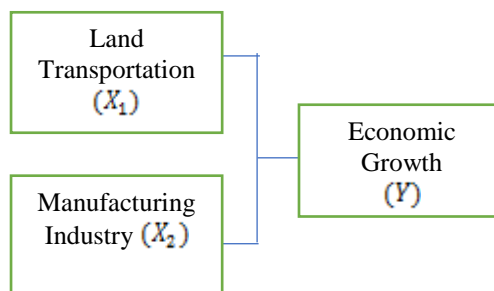 Land
Transportation
(X₁)
Economic
Growth
(Y)
Manufacturing
Industry (X₂)